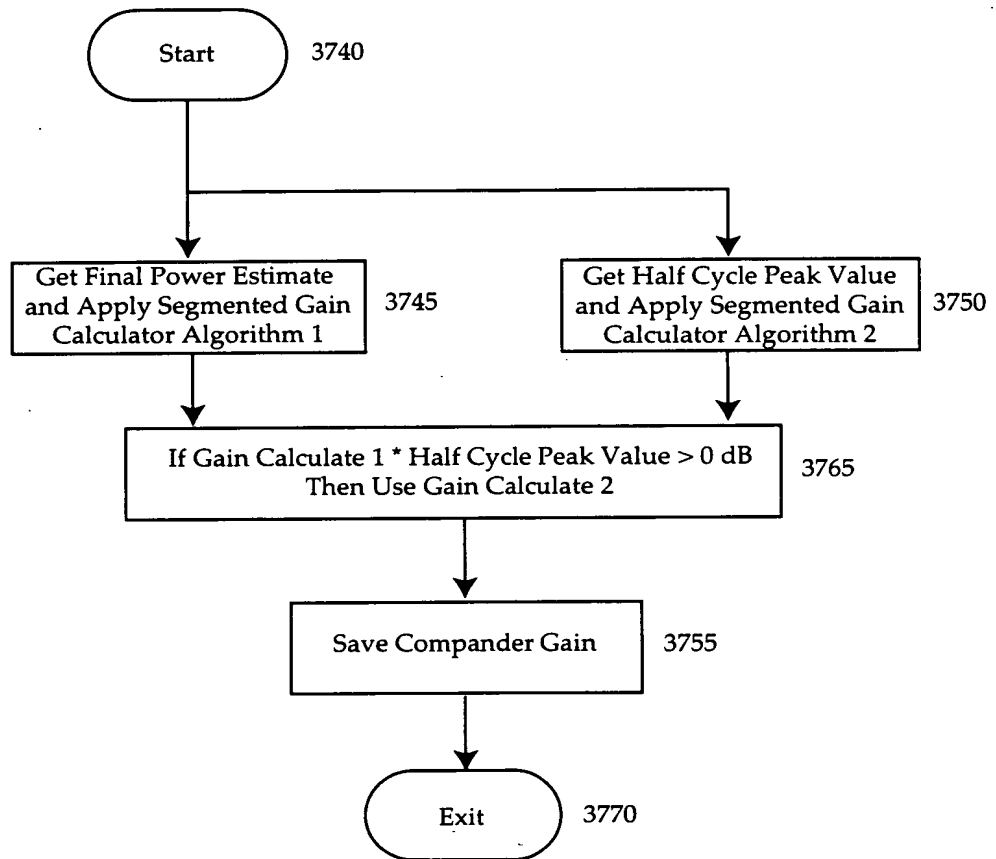 Start
3740
Get Final Power Estimate
and Apply Segmented Gain
Calculator Algorithm 1
3745
Get Half Cycle Peak Value
and Apply Segmented Gain
Calculator Algorithm 2
3750
If Gain Calculate 1 * Half Cycle Peak Value > 0 dB
Then Use Gain Calculate 2
3765
Save Compander Gain
3755
Exit
3770